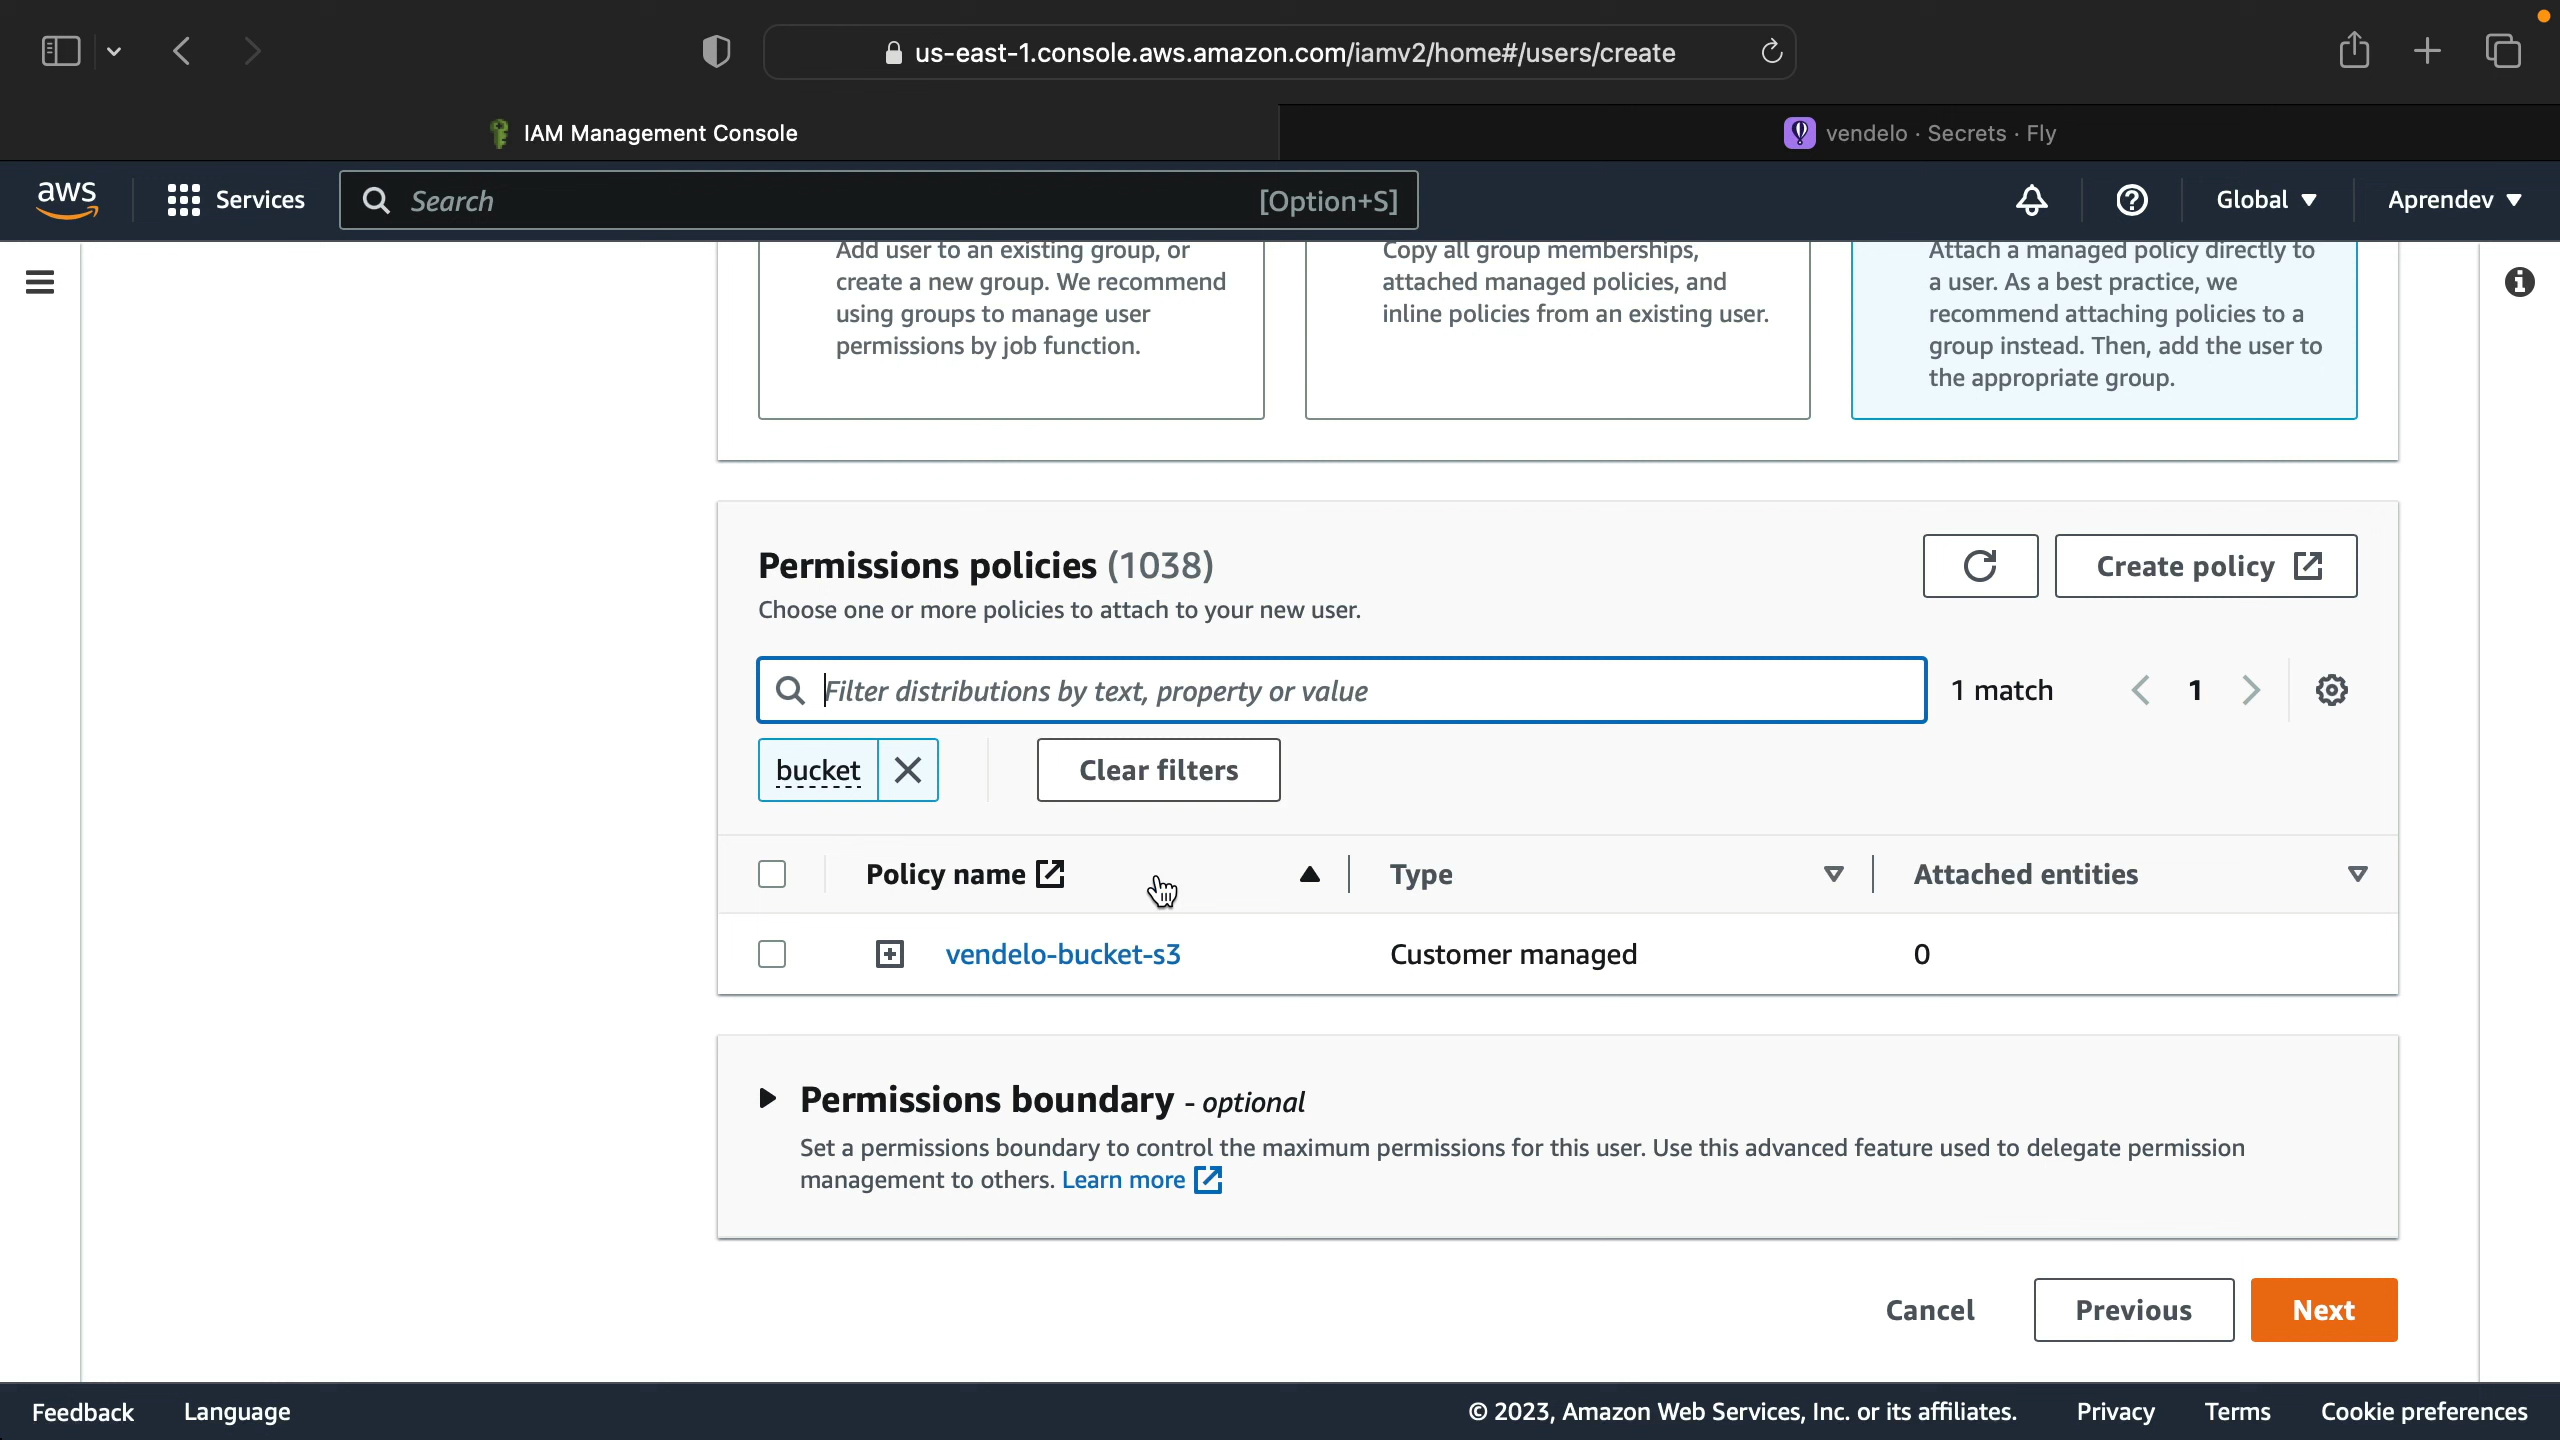 us-east-1.console.aws.amazon.com/iamv2/home#/users/create
IAM Management Console
vendelo · Secrets · Fly
aws
Services
Search
[Option+S]
Global
Aprendev
Add user to an existing group, or
create a new group. We recommend
using groups to manage user
permissions by job function.
Copy all group memberships,
attached managed policies, and
inline policies from an existing user.
Attach a managed policy directly to
a user. As a best practice, we
recommend attaching policies to a
group instead. Then, add the user to
the appropriate group.
Permissions policies (1038)
Choose one or more policies to attach to your new user.
Create policy
Filter distributions by text, property or value
1 match
1
bucket
Clear filters
Policy name
Type
Attached entities
vendelo-bucket-s3
Customer managed
0
Permissions boundary - optional
Set a permissions boundary to control the maximum permissions for this user. Use this advanced feature used to delegate permission
management to others. Learn more
Cancel
Previous
Next
Feedback
Language
© 2023, Amazon Web Services, Inc. or its affiliates.
Privacy
Terms
Cookie preferences